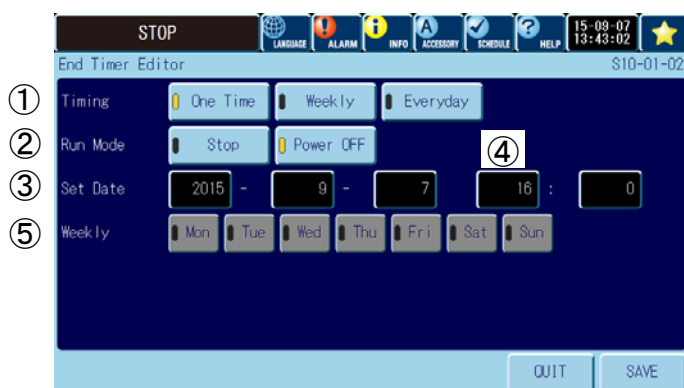 STOP LANGUAGE ALARM INFO ACCESSORY SCHEDULE HELP 15-09-07 13:43:02
End Timer Editor S10-01-02
① Timing One Time Weekly Everyday
② Run Mode Stop Power OFF ④
③ Set Date 2015 - 9 - 7 16 : 0
⑤ Weekly Mon Tue Wed Thu Fri Sat Sun
QUIT SAVE